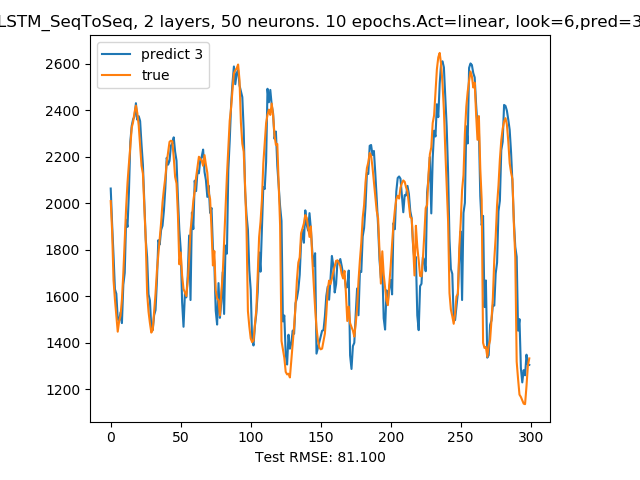 LSTM_SeqToSeq, 2 layers, 50 neurons. 10 epochs.Act=linear, look=6,pred=3
predict 3
true
2600
2400
2200
2000
1800
1600
1400
1200
0 50 100 150 200 250 300
Test RMSE: 81.100